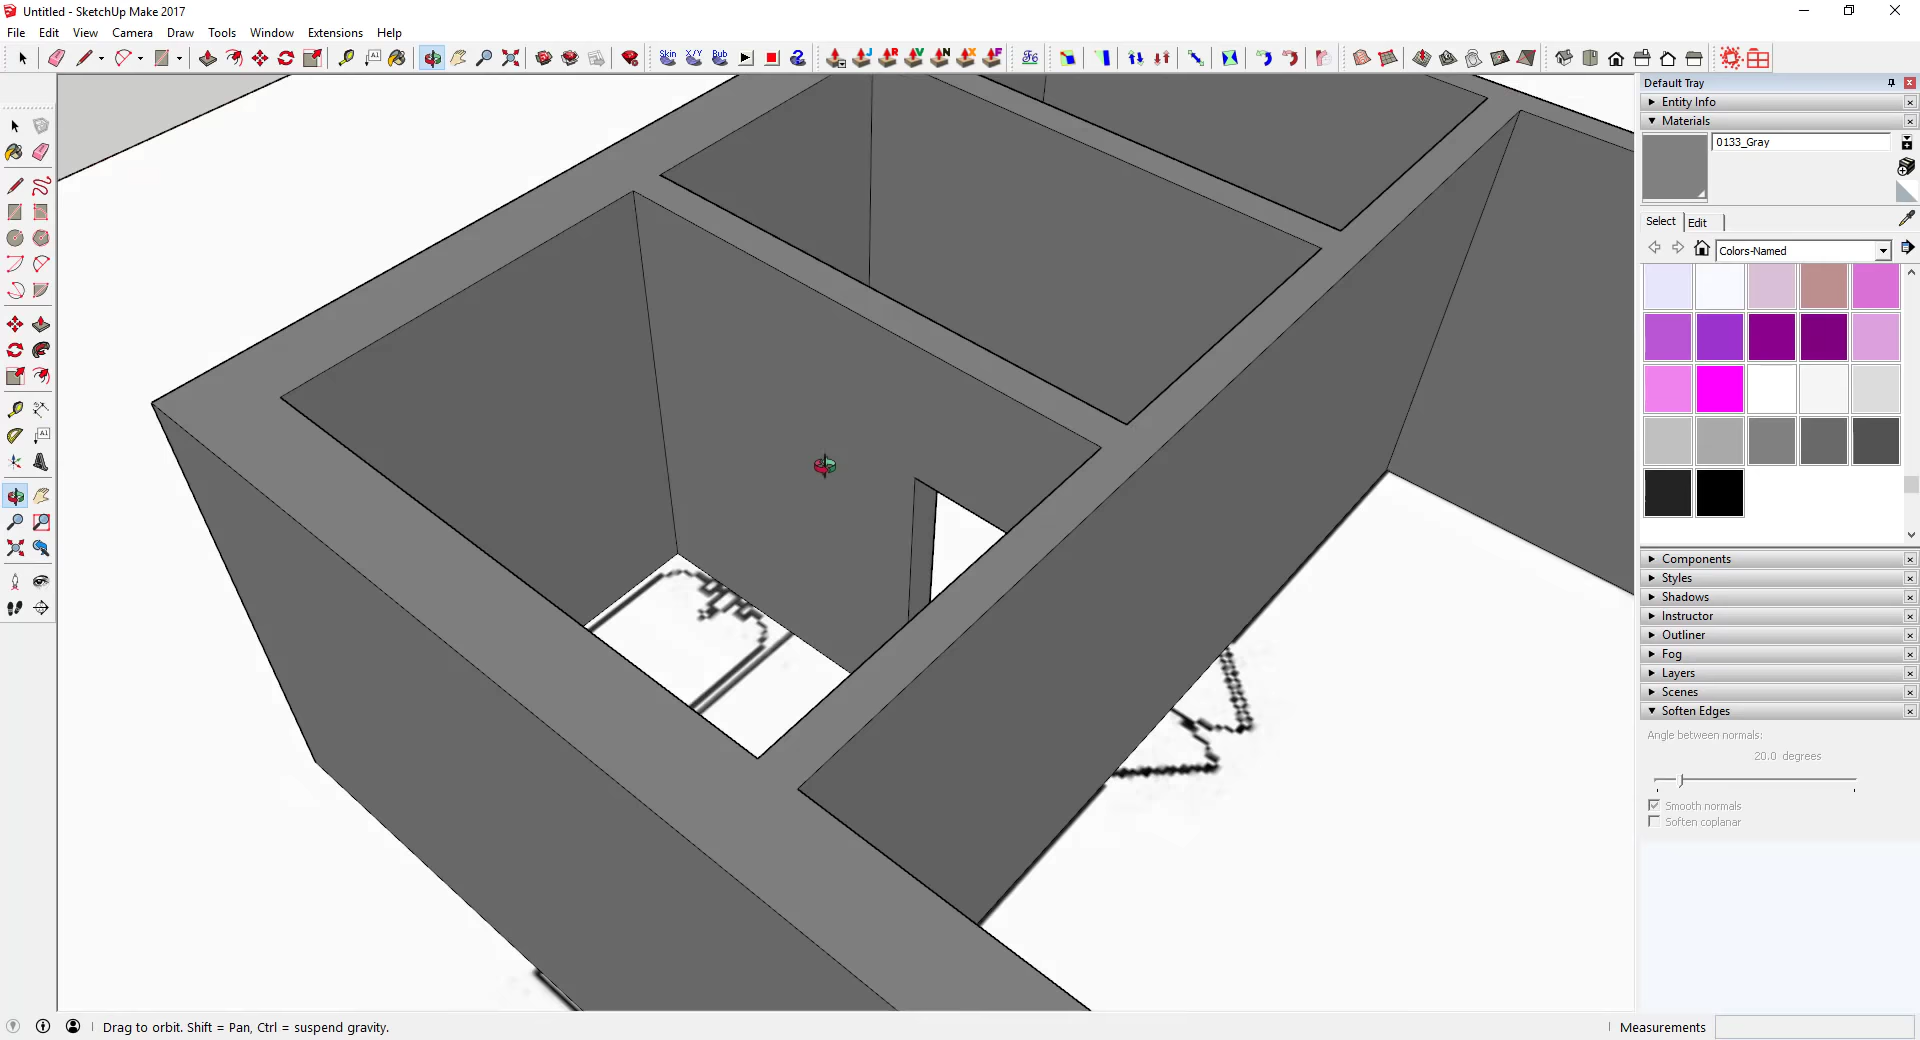 Untitled - SketchUp Make 2017
File Edit View Camera Draw Tools Window Extensions Help
Skin X/Y Bub
J R V N X F
Default Tray
Entity Info
Materials
0133_Gray
Select Edit
Colors-Named
Components
Styles
Shadows
Instructor
Outliner
Fog
Layers
Scenes
Soften Edges
Angle between normals:
20.0 degrees
Smooth normals
Soften coplanar
Drag to orbit. Shift = Pan, Ctrl = suspend gravity.
Measurements